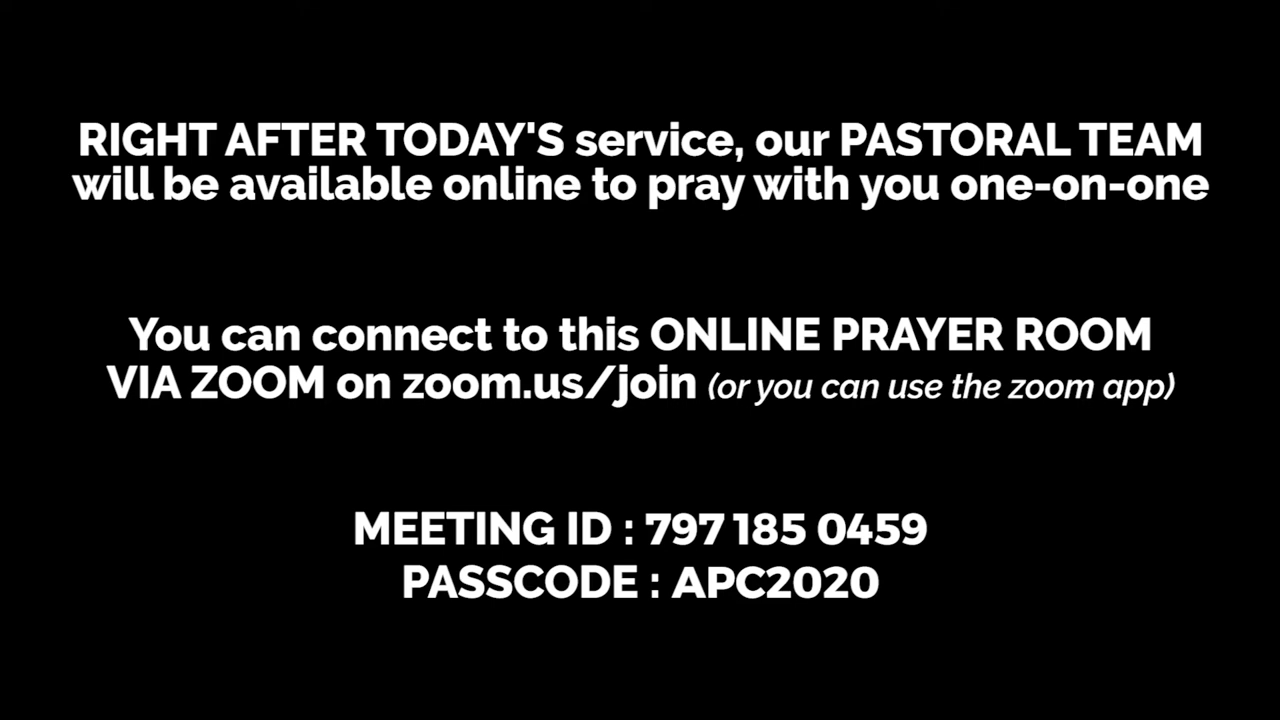 RIGHT AFTER TODAY'S service, our PASTORAL TEAM
will be available online to pray with you one-on-one
You can connect to this ONLINE PRAYER ROOM
VIA ZOOM on zoom.us/join (or you can use the zoom app)
MEETING ID : 797 185 0459
PASSCODE : APC2020